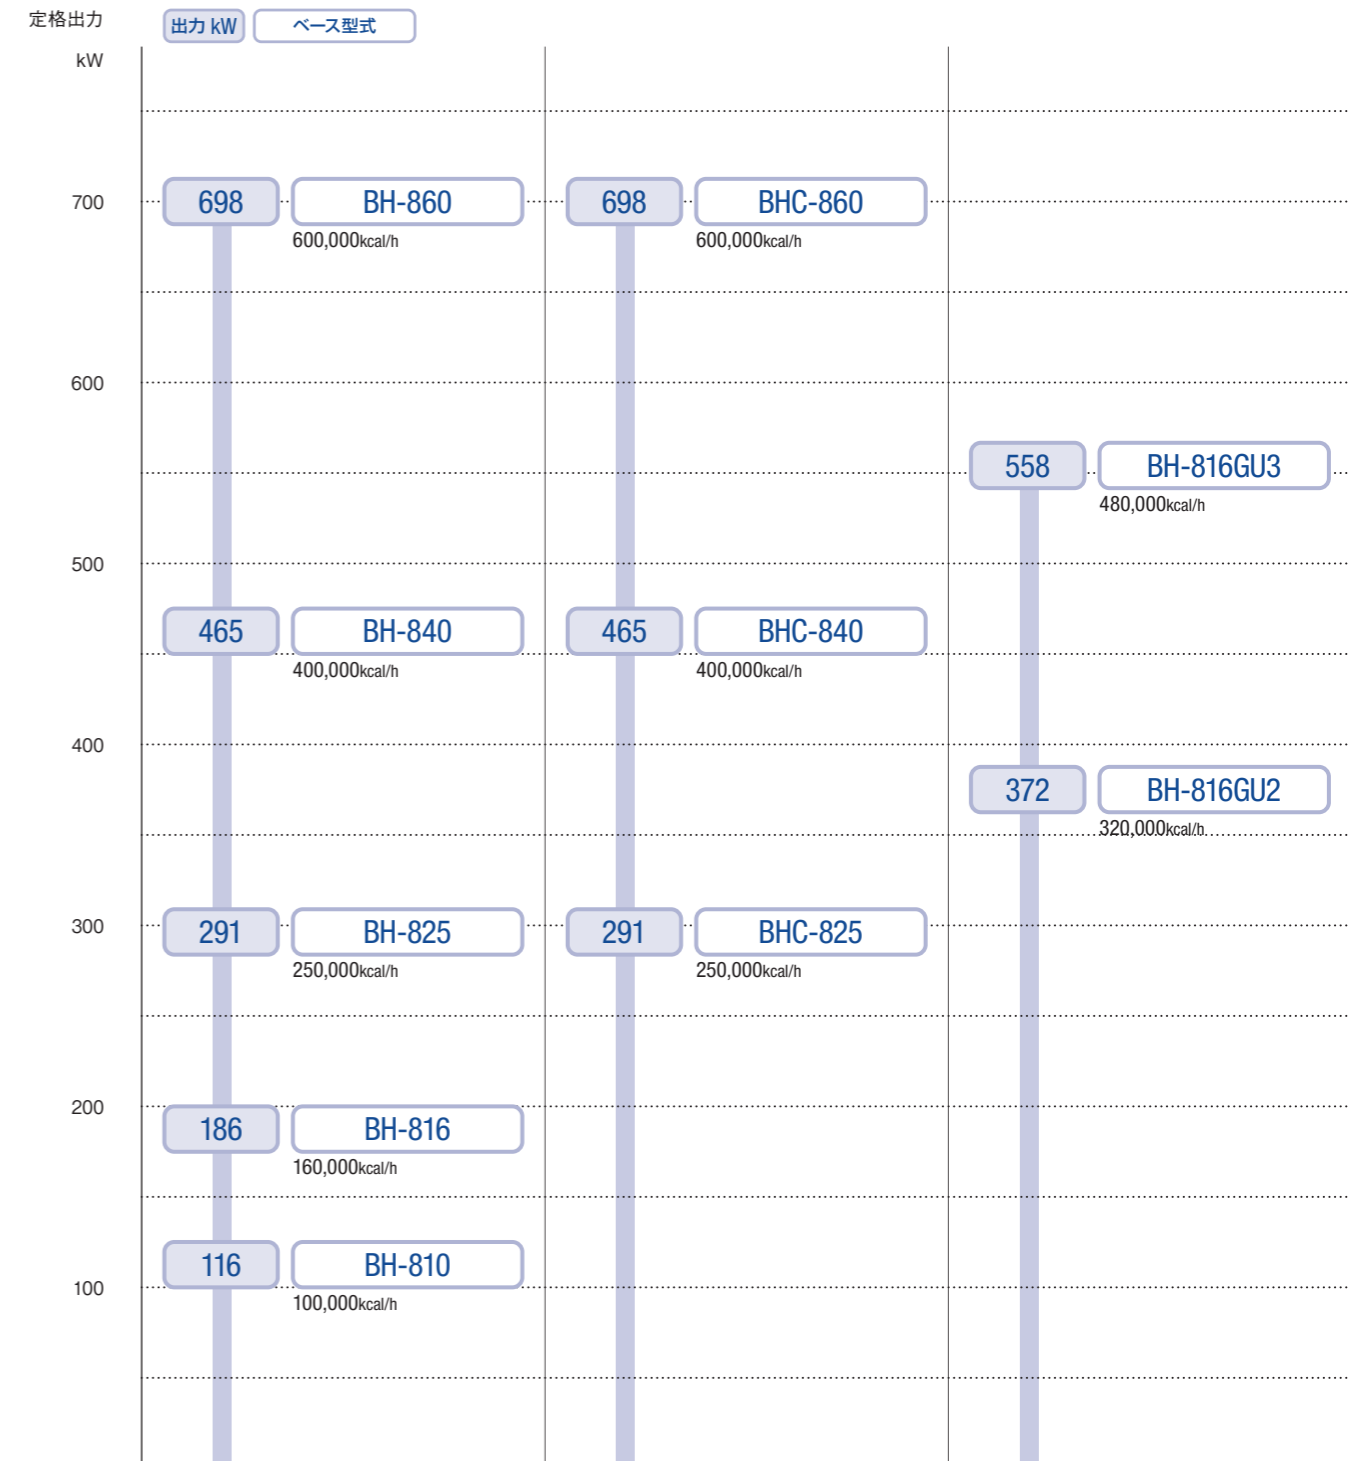 定格出力
kW
出力 kW ベース型式
700
698 BH-860
600,000kcal/h
698 BHC-860
600,000kcal/h
600
558 BH-816GU3
480,000kcal/h
500
465 BH-840
400,000kcal/h
465 BHC-840
400,000kcal/h
400
372 BH-816GU2
320,000kcal/h
300
291 BH-825
250,000kcal/h
291 BHC-825
250,000kcal/h
200
186 BH-816
160,000kcal/h
100
116 BH-810
100,000kcal/h